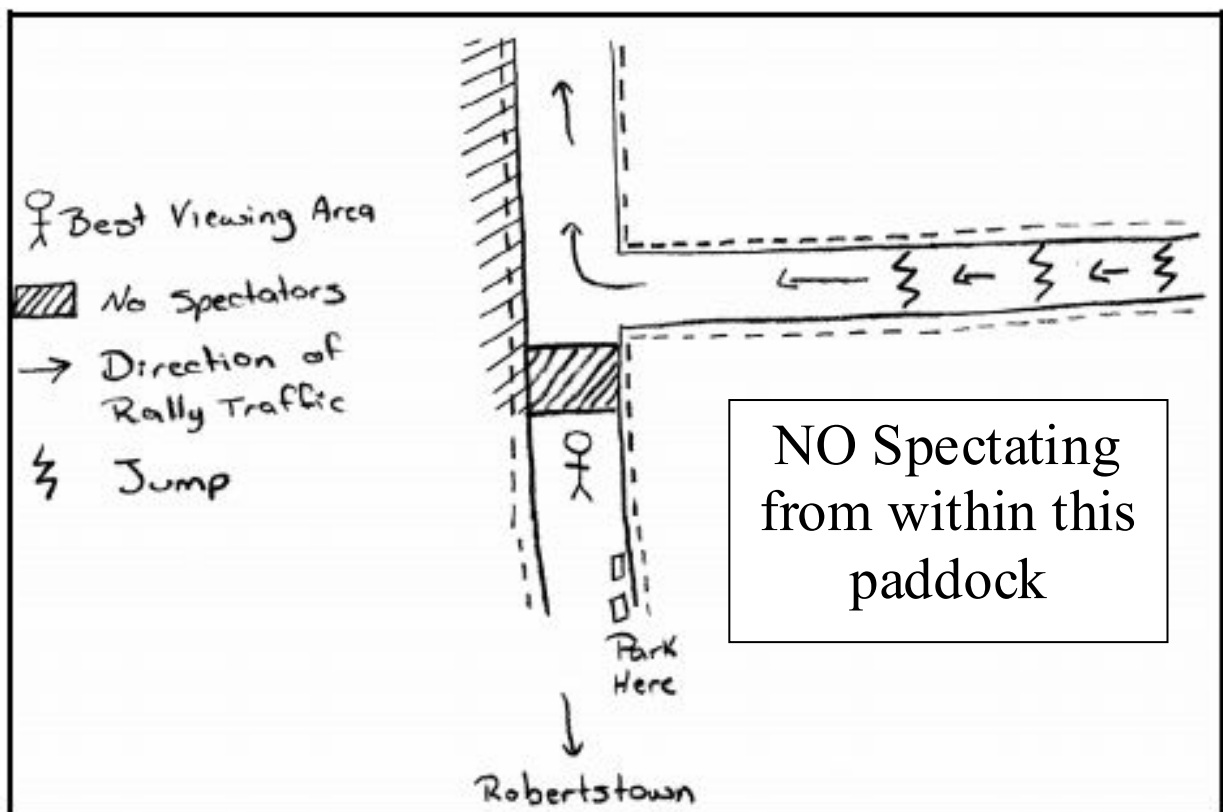 Best Viewing Area
No Spectators
Direction of
Rally Traffic
Jump
NO Spectating
from within this
paddock
Park
Here
Robertstown